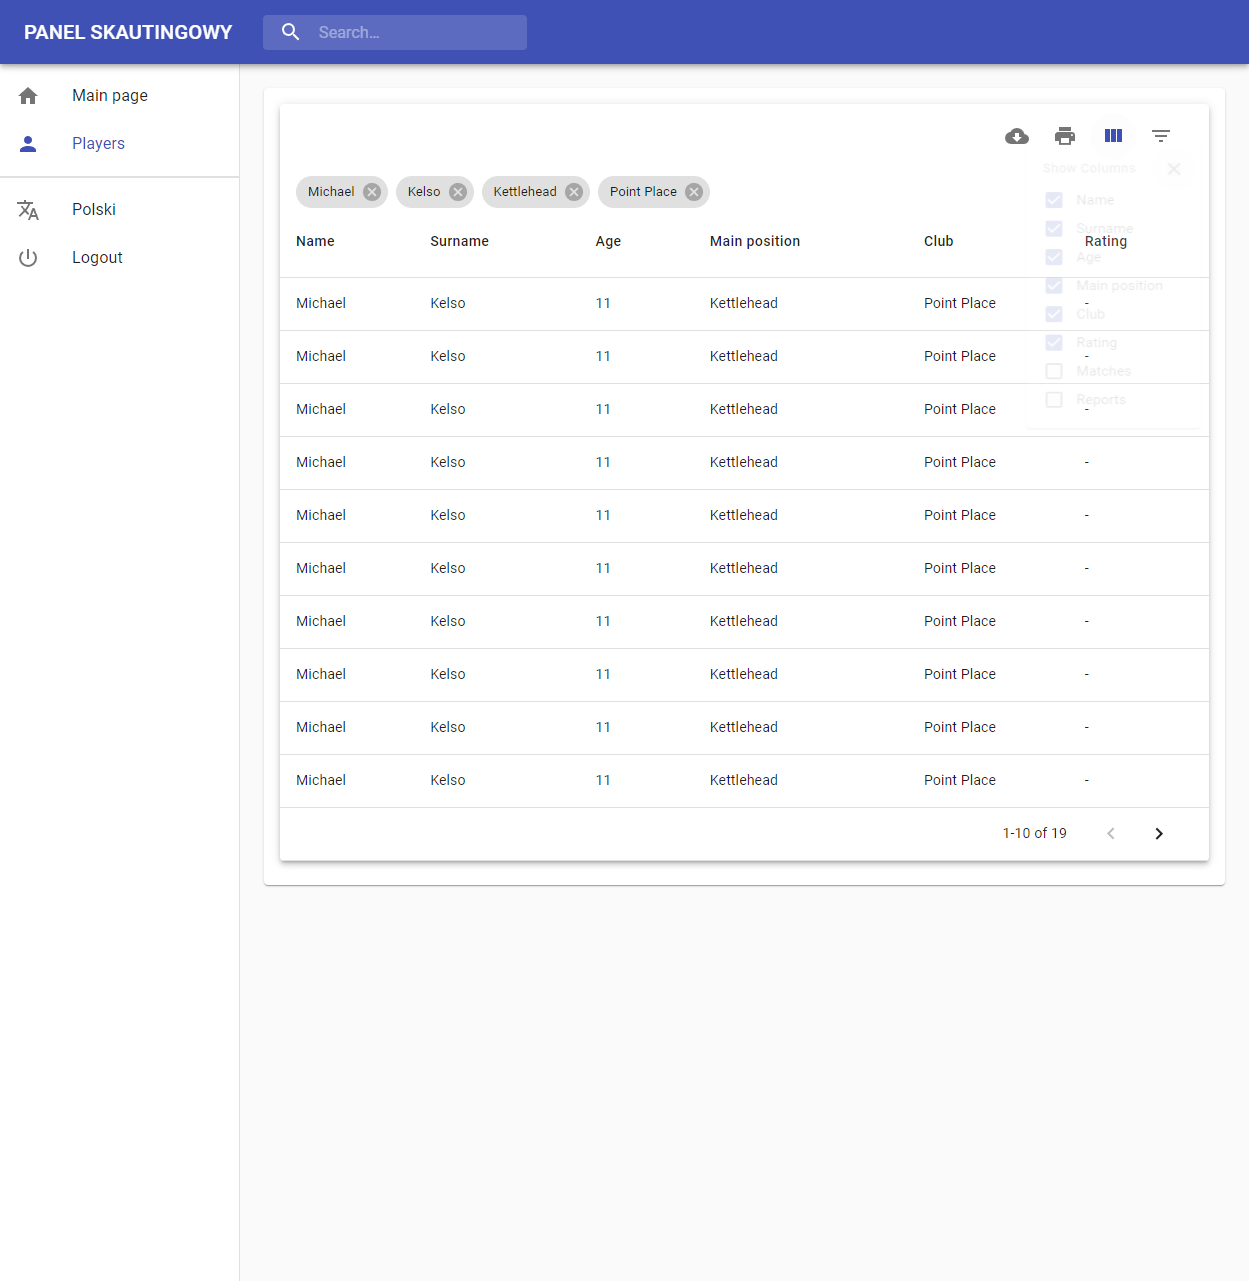 PANEL SKAUTINGOWY Search...
Main page
Players
Polski
Logout
Show Columns
Name
Surname
Age
Main position
Club
Rating
Matches
Reports
Michael Kelso Kettlehead Point Place
Name Surname Age Main position Club Rating
Michael Kelso 11 Kettlehead Point Place -
Michael Kelso 11 Kettlehead Point Place -
Michael Kelso 11 Kettlehead Point Place -
Michael Kelso 11 Kettlehead Point Place -
Michael Kelso 11 Kettlehead Point Place -
Michael Kelso 11 Kettlehead Point Place -
Michael Kelso 11 Kettlehead Point Place -
Michael Kelso 11 Kettlehead Point Place -
Michael Kelso 11 Kettlehead Point Place -
Michael Kelso 11 Kettlehead Point Place -
1-10 of 19